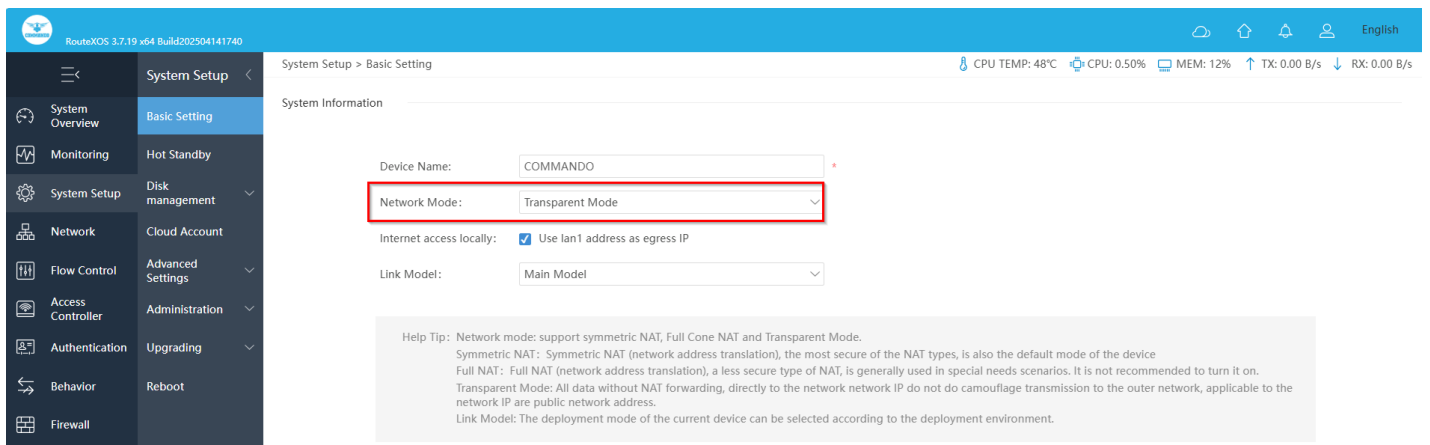 RouteXOS 3.7.19 x64 Build202504141740
English
System Setup
System Setup > Basic Setting
CPU TEMP: 48°C CPU: 0.50% MEM: 12% TX: 0.00 B/s RX: 0.00 B/s
System Overview
Monitoring
System Setup
Network
Flow Control
Access Controller
Authentication
Behavior
Firewall
Basic Setting
Hot Standby
Disk management
Cloud Account
Advanced Settings
Administration
Upgrading
Reboot
System Information
Device Name: COMMANDO *
Network Mode: Transparent Mode
Internet access locally: Use lan1 address as egress IP
Link Model: Main Model
Help Tip: Network mode: support symmetric NAT, Full Cone NAT and Transparent Mode.
Symmetric NAT: Symmetric NAT (network address translation), the most secure of the NAT types, is also the default mode of the device
Full NAT: Full NAT (network address translation), a less secure type of NAT, is generally used in special needs scenarios. It is not recommended to turn it on.
Transparent Mode: All data without NAT forwarding, directly to the network network IP do not do camouflage transmission to the outer network, applicable to the
network IP are public network address.
Link Model: The deployment mode of the current device can be selected according to the deployment environment.